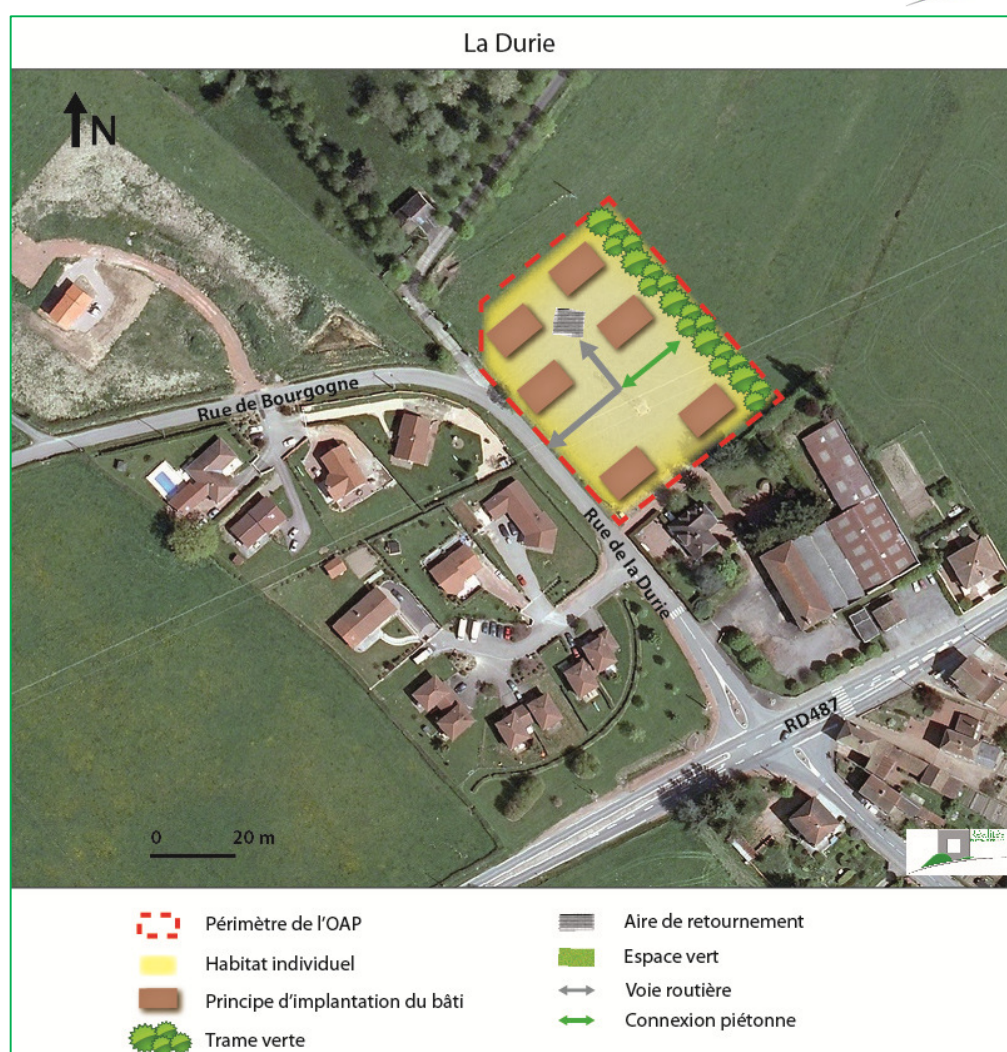 La Durie
N
Rue de Bourgogne
Rue de la Durie
RD487
0 20 m
Réalités
Périmètre de l'OAP
Habitat individuel
Principe d'implantation du bâti
Trame verte
Aire de retournement
Espace vert
Voie routière
Connexion piétonne